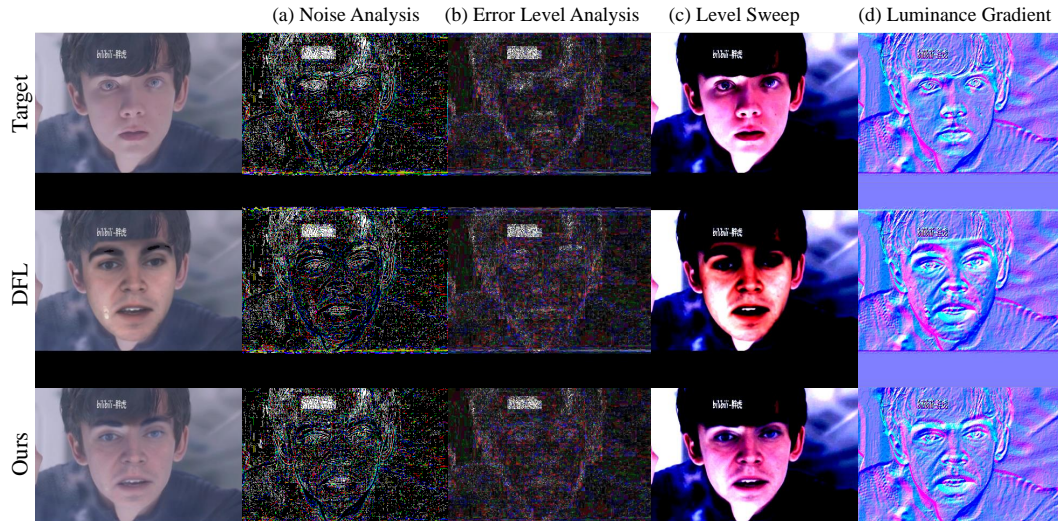 (a) Noise Analysis (b) Error Level Analysis (c) Level Sweep (d) Luminance Gradient
Target
DFL
Ours